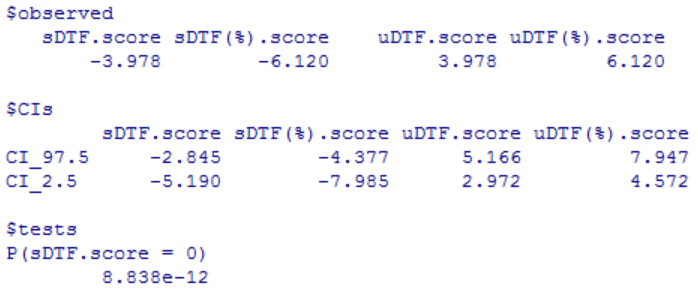 $observed
sDTF.score sDTF(%).score uDTF.score uDTF(%).score
-3.978 -6.120 3.978 6.120
$CIs
sDTF.score sDTF(%).score uDTF.score uDTF(%).score
CI_97.5 -2.845 -4.377 5.166 7.947
CI_2.5 -5.190 -7.985 2.972 4.572
$tests
P(sDTF.score = 0)
8.838e-12